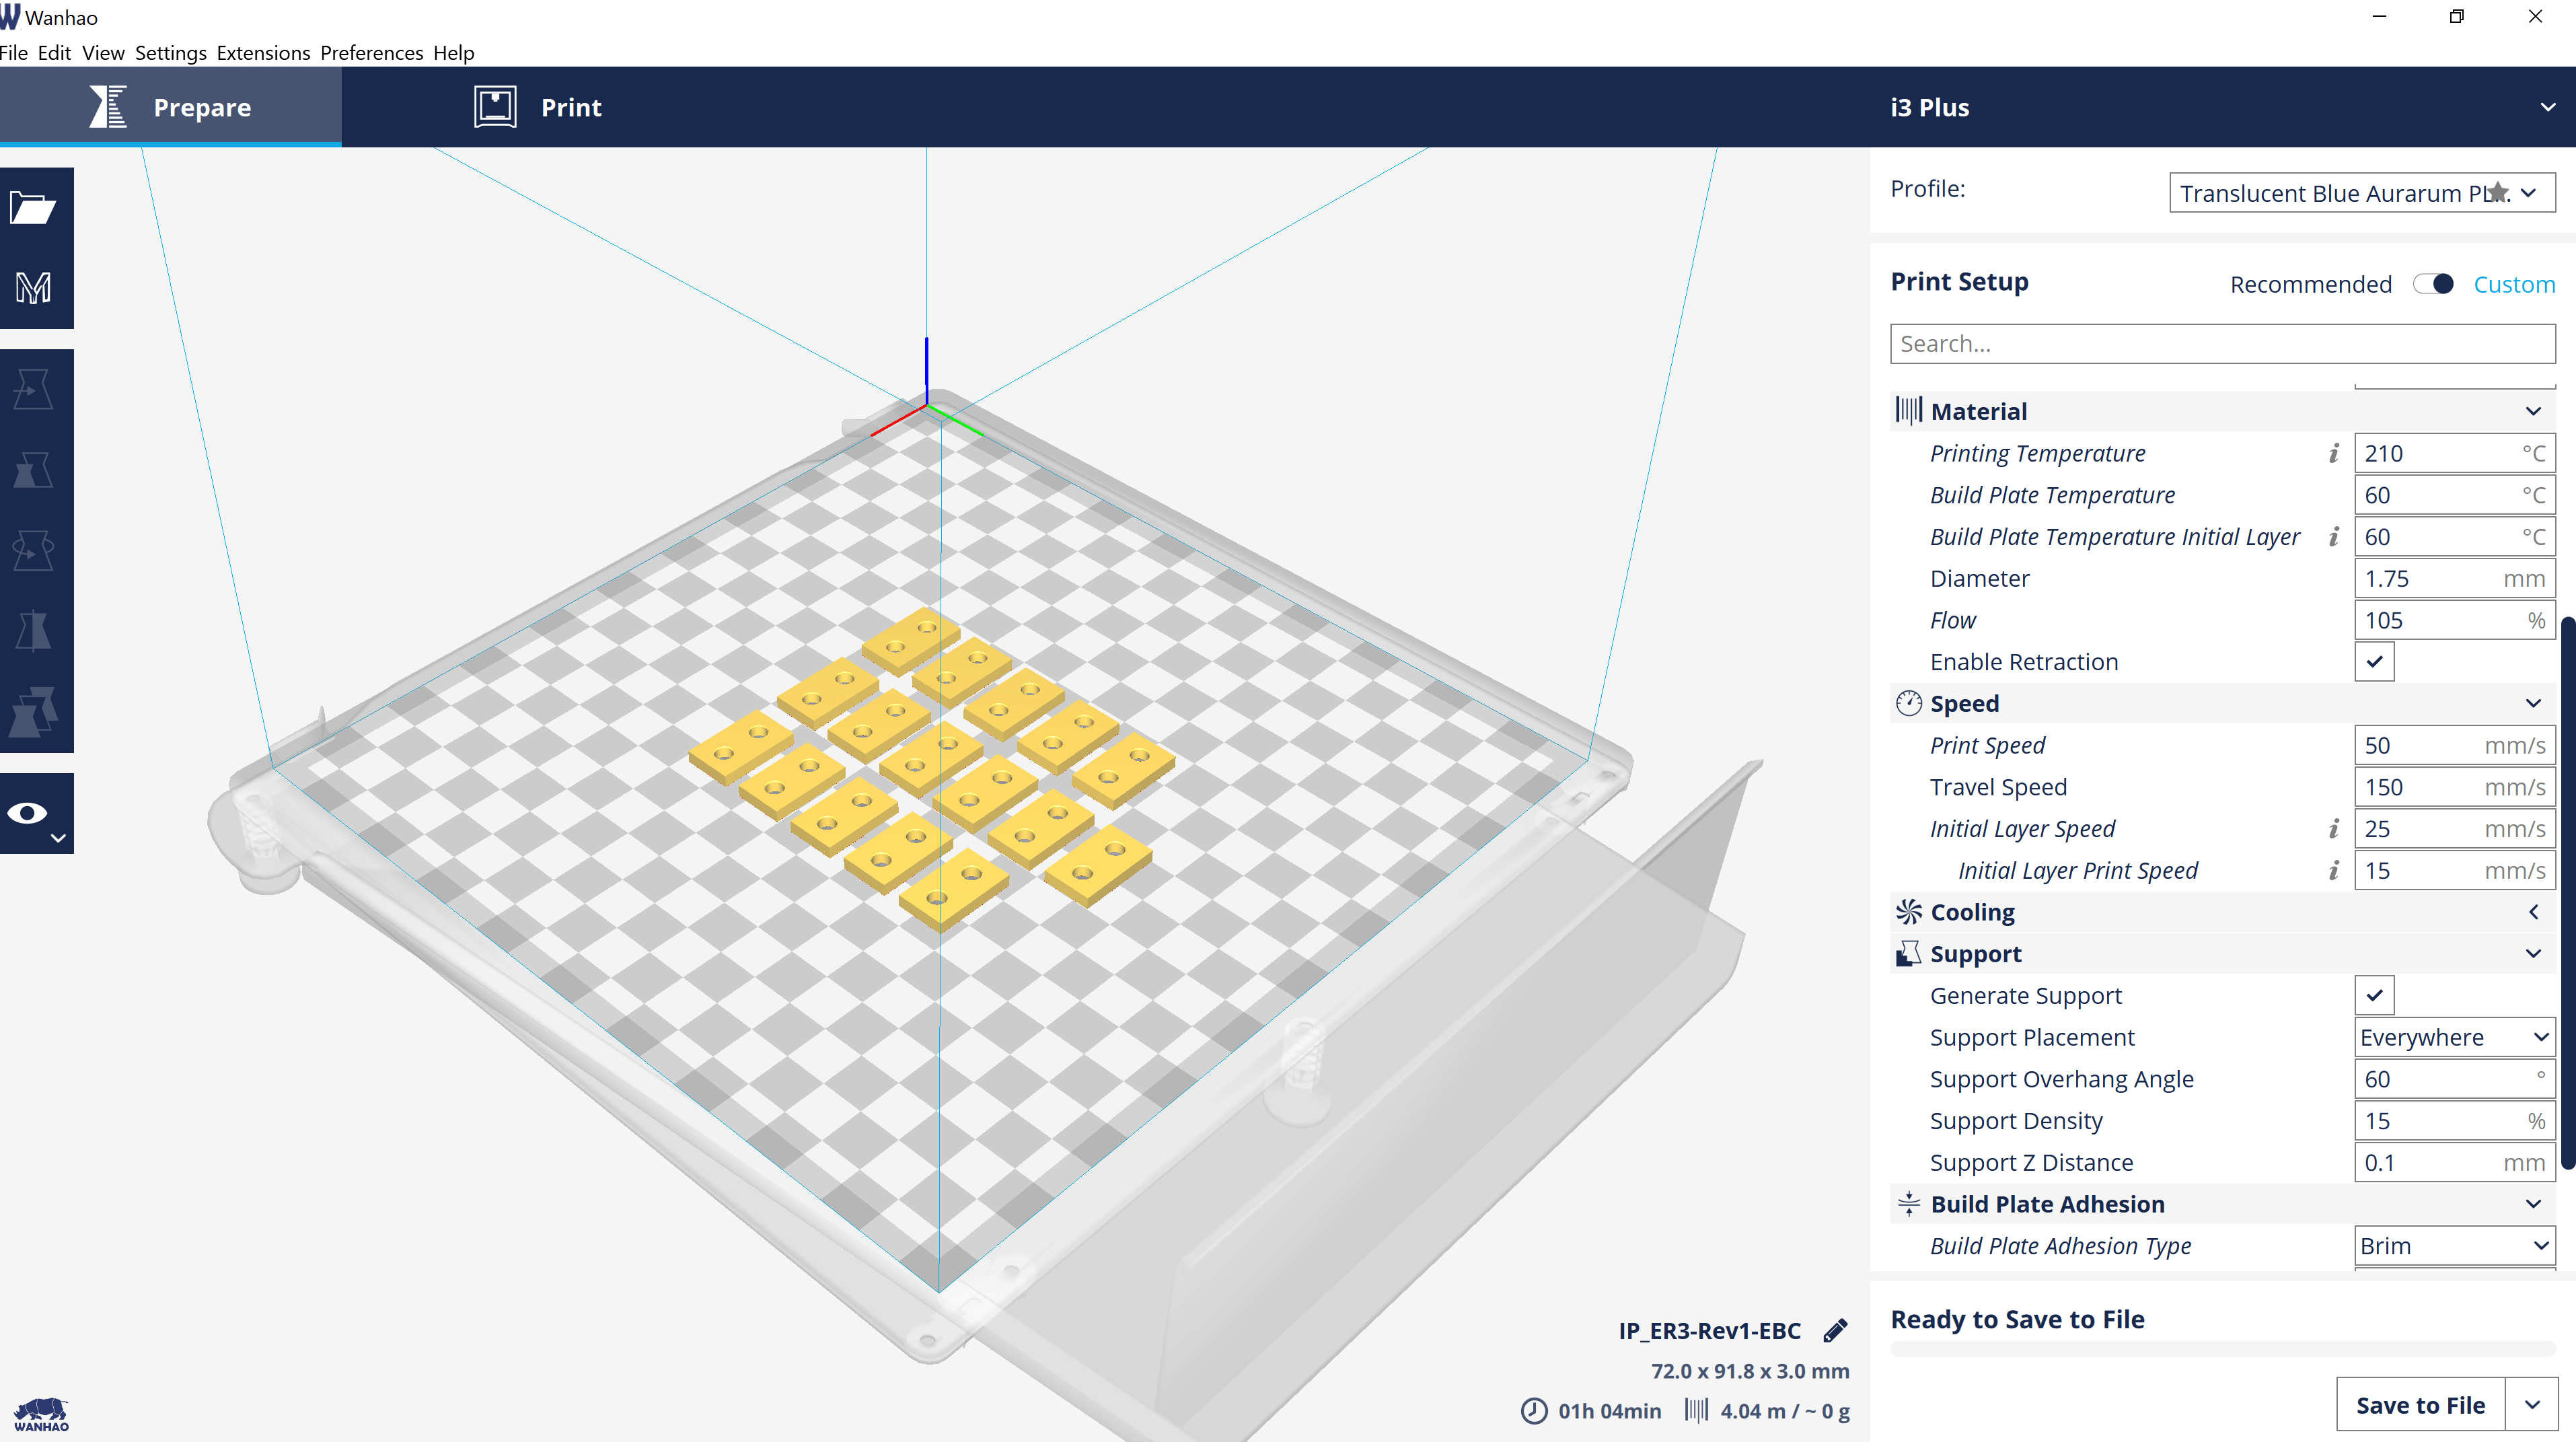 Wanhao
File Edit View Settings Extensions Preferences Help
Prepare
Print
i3 Plus
Profile:
Translucent Blue Aurarum PL...
Print Setup
Recommended
Custom
Search...
Material
Printing Temperature
i
210 °C
Build Plate Temperature
60 °C
Build Plate Temperature Initial Layer
i
60 °C
Diameter
1.75 mm
Flow
105 %
Enable Retraction
Speed
Print Speed
50 mm/s
Travel Speed
150 mm/s
Initial Layer Speed
i
25 mm/s
Initial Layer Print Speed
i
15 mm/s
Cooling
Support
Generate Support
Support Placement
Everywhere
Support Overhang Angle
60 °
Support Density
15 %
Support Z Distance
0.1 mm
Build Plate Adhesion
Build Plate Adhesion Type
Brim
IP_ER3-Rev1-EBC
72.0 x 91.8 x 3.0 mm
01h 04min
4.04 m / ~ 0 g
Ready to Save to File
Save to File
WANHAO